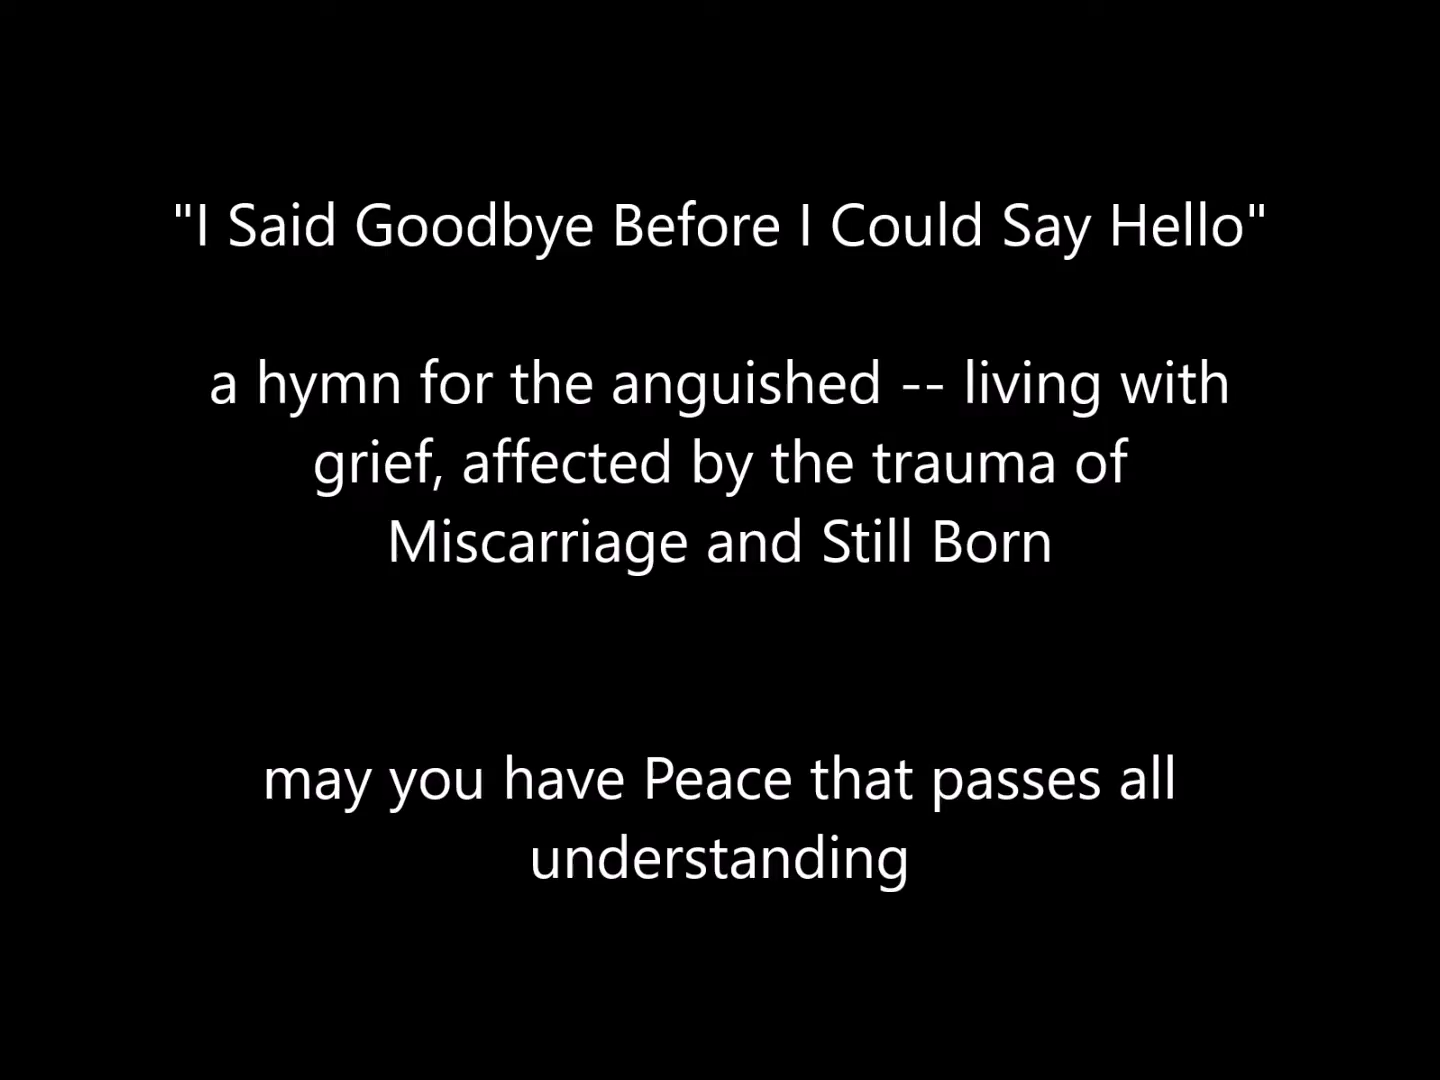 "I Said Goodbye Before I Could Say Hello"
a hymn for the anguished -- living with
grief, affected by the trauma of
Miscarriage and Still Born
may you have Peace that passes all
understanding